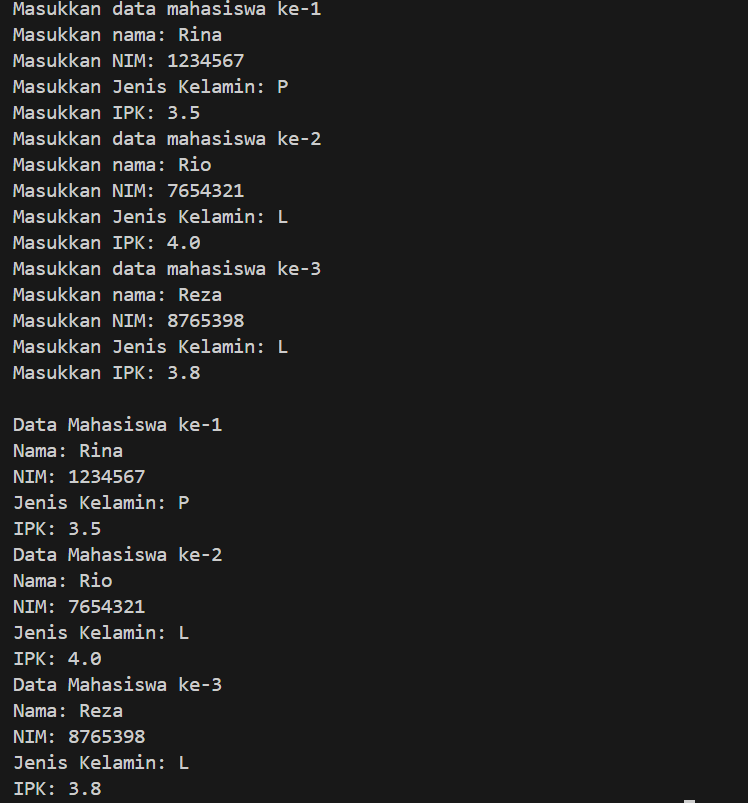 Masukkan data mahasiswa ke-1
Masukkan nama: Rina
Masukkan NIM: 1234567
Masukkan Jenis Kelamin: P
Masukkan IPK: 3.5
Masukkan data mahasiswa ke-2
Masukkan nama: Rio
Masukkan NIM: 7654321
Masukkan Jenis Kelamin: L
Masukkan IPK: 4.0
Masukkan data mahasiswa ke-3
Masukkan nama: Reza
Masukkan NIM: 8765398
Masukkan Jenis Kelamin: L
Masukkan IPK: 3.8

Data Mahasiswa ke-1
Nama: Rina
NIM: 1234567
Jenis Kelamin: P
IPK: 3.5
Data Mahasiswa ke-2
Nama: Rio
NIM: 7654321
Jenis Kelamin: L
IPK: 4.0
Data Mahasiswa ke-3
Nama: Reza
NIM: 8765398
Jenis Kelamin: L
IPK: 3.8